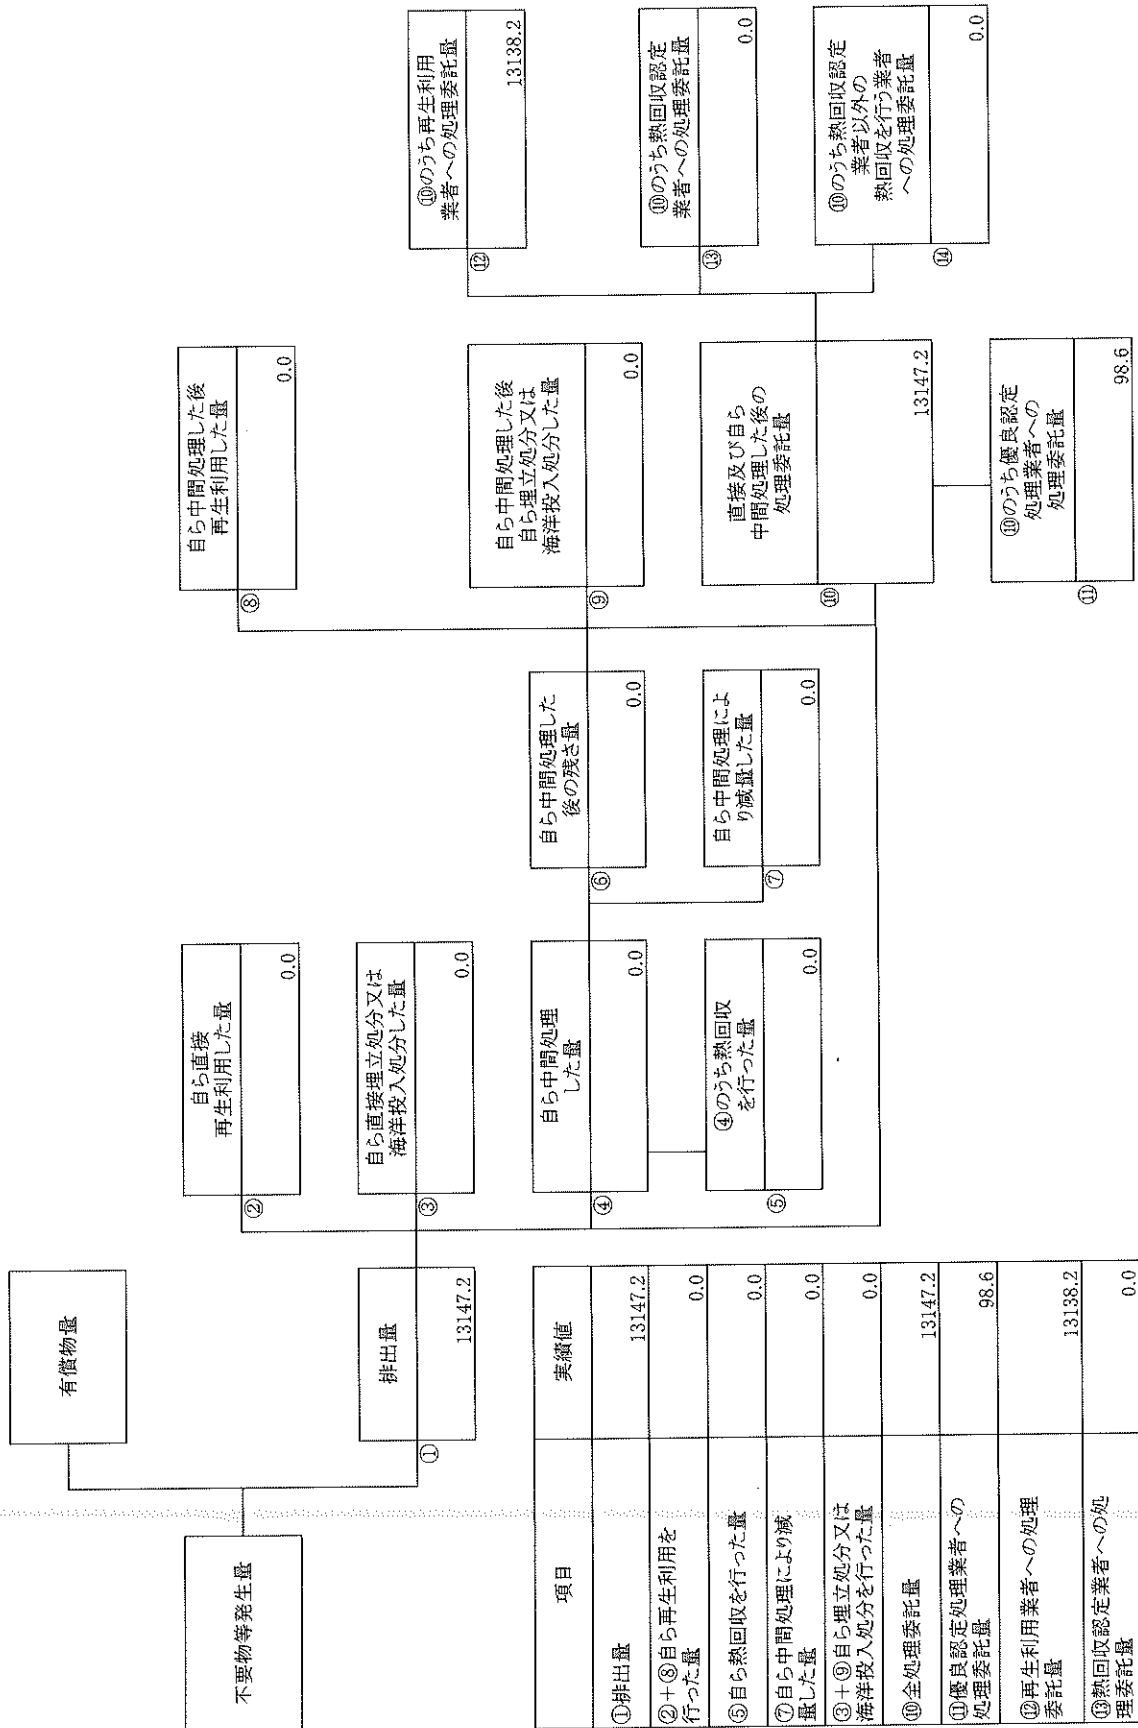 有償物量
不要物等発生量
排出量
①
13147.2
自ら直接
再生利用した量
②
0.0
自ら直接埋立処分又は
海洋投入処分した量
③
0.0
自ら中間処理
した量
④
0.0
④のうち熱回収
を行った量
⑤
0.0
自ら中間処理した
後の残さ量
⑥
0.0
自ら中間処理によ
り減量した量
⑦
0.0
自ら中間処理した後
再生利用した量
⑧
0.0
自ら中間処理した後
自ら埋立処分又は
海洋投入処分した量
⑨
0.0
直接及び自ら
中間処理した後の
処理委託量
⑩
13147.2
⑩のうち優良認定
処理業者への
処理委託量
⑪
98.6
⑩のうち再生利用
業者への処理委託量
⑫
13138.2
⑩のうち熱回収認定
業者への処理委託量
⑬
0.0
⑩のうち熱回収認定
業者以外の
熱回収を行う業者
への処理委託量
⑭
0.0
項目 実績値
①排出量 13147.2
②+⑧自ら再生利用を
行った量 0.0
⑤自ら熱回収を行った量 0.0
⑦自ら中間処理により減
量した量 0.0
③+⑨自ら埋立処分又は
海洋投入処分を行った量 0.0
⑩全処理委託量 13147.2
⑪優良認定処理業者への
処理委託量 98.6
⑫再生利用業者への処理
委託量 13138.2
⑬熱回収認定業者への処
理委託量 0.0